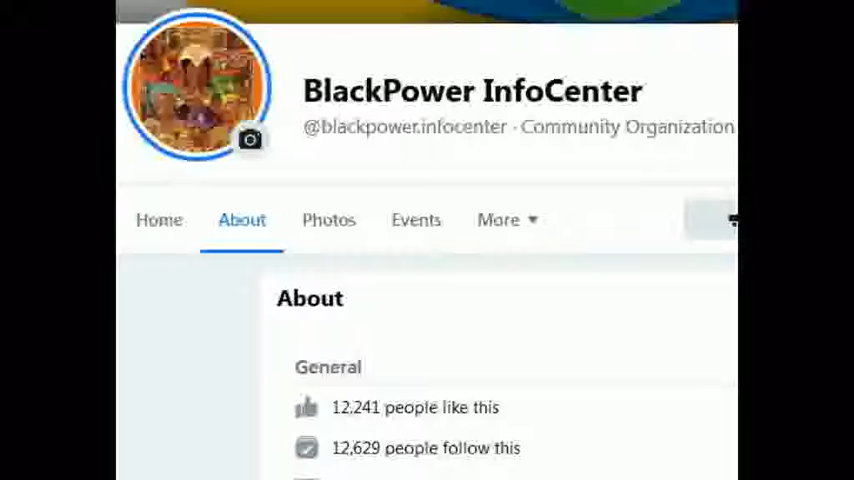 BlackPower InfoCenter
@blackpower.infocenter · Community Organization
Home About Photos Events More
About
General
12,241 people like this
12,629 people follow this